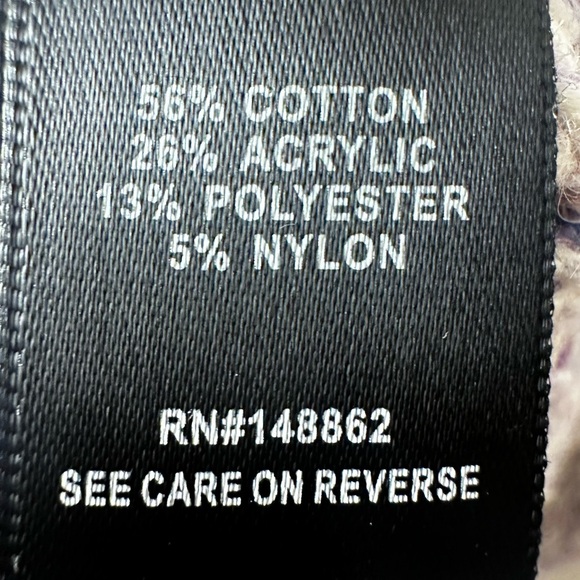 56% COTTON
26% ACRYLIC
13% POLYESTER
5% NYLON
RN#148862
SEE CARE ON REVERSE